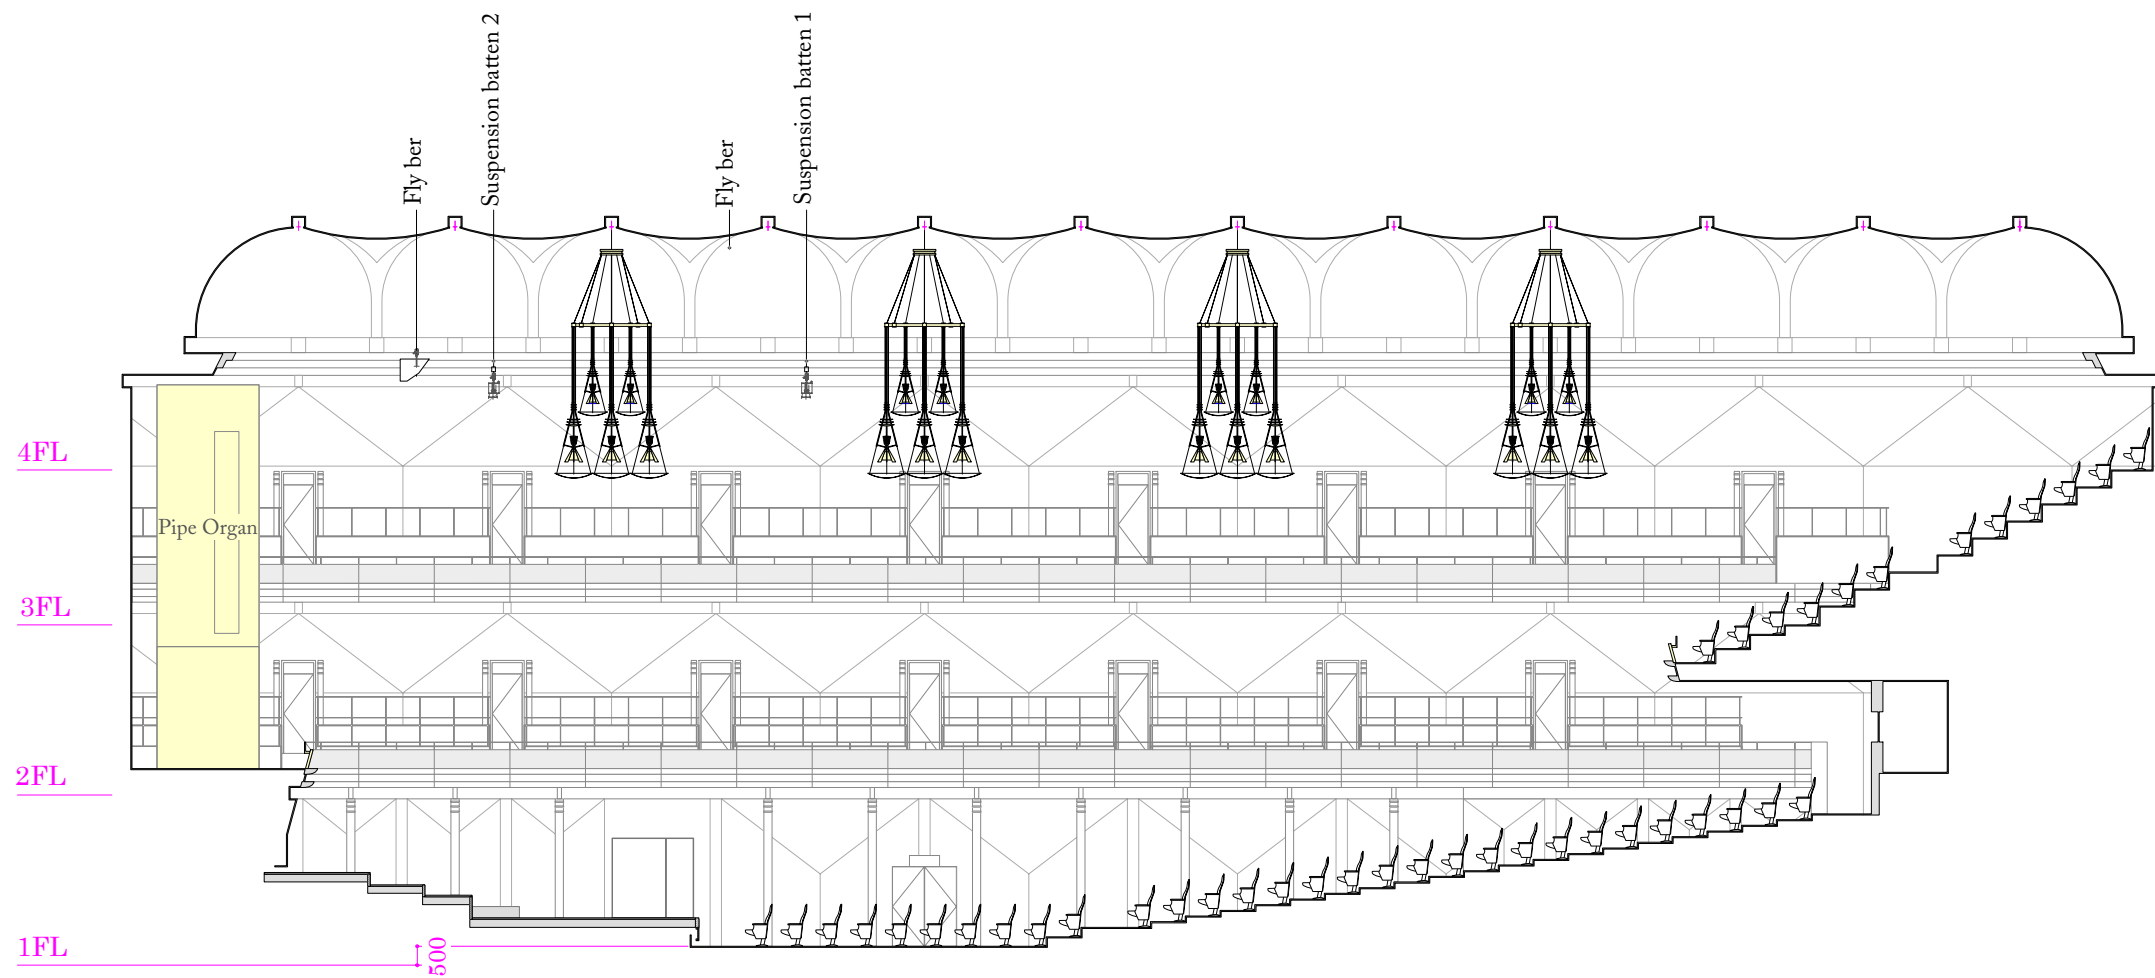 Fly ber
Suspension batten 2
Fly ber
Suspension batten 1
4FL
Pipe Organ
3FL
2FL
1FL
500